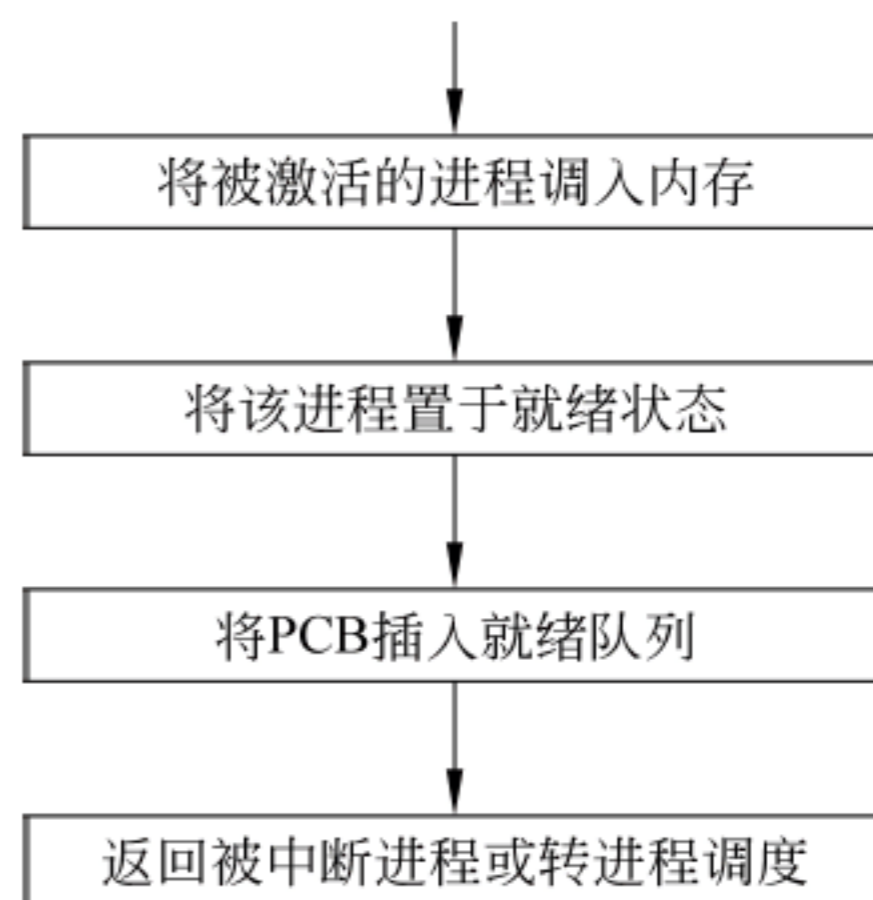 将被激活的进程调入内存
将该进程置于就绪状态
将PCB插入就绪队列
返回被中断进程或转进程调度